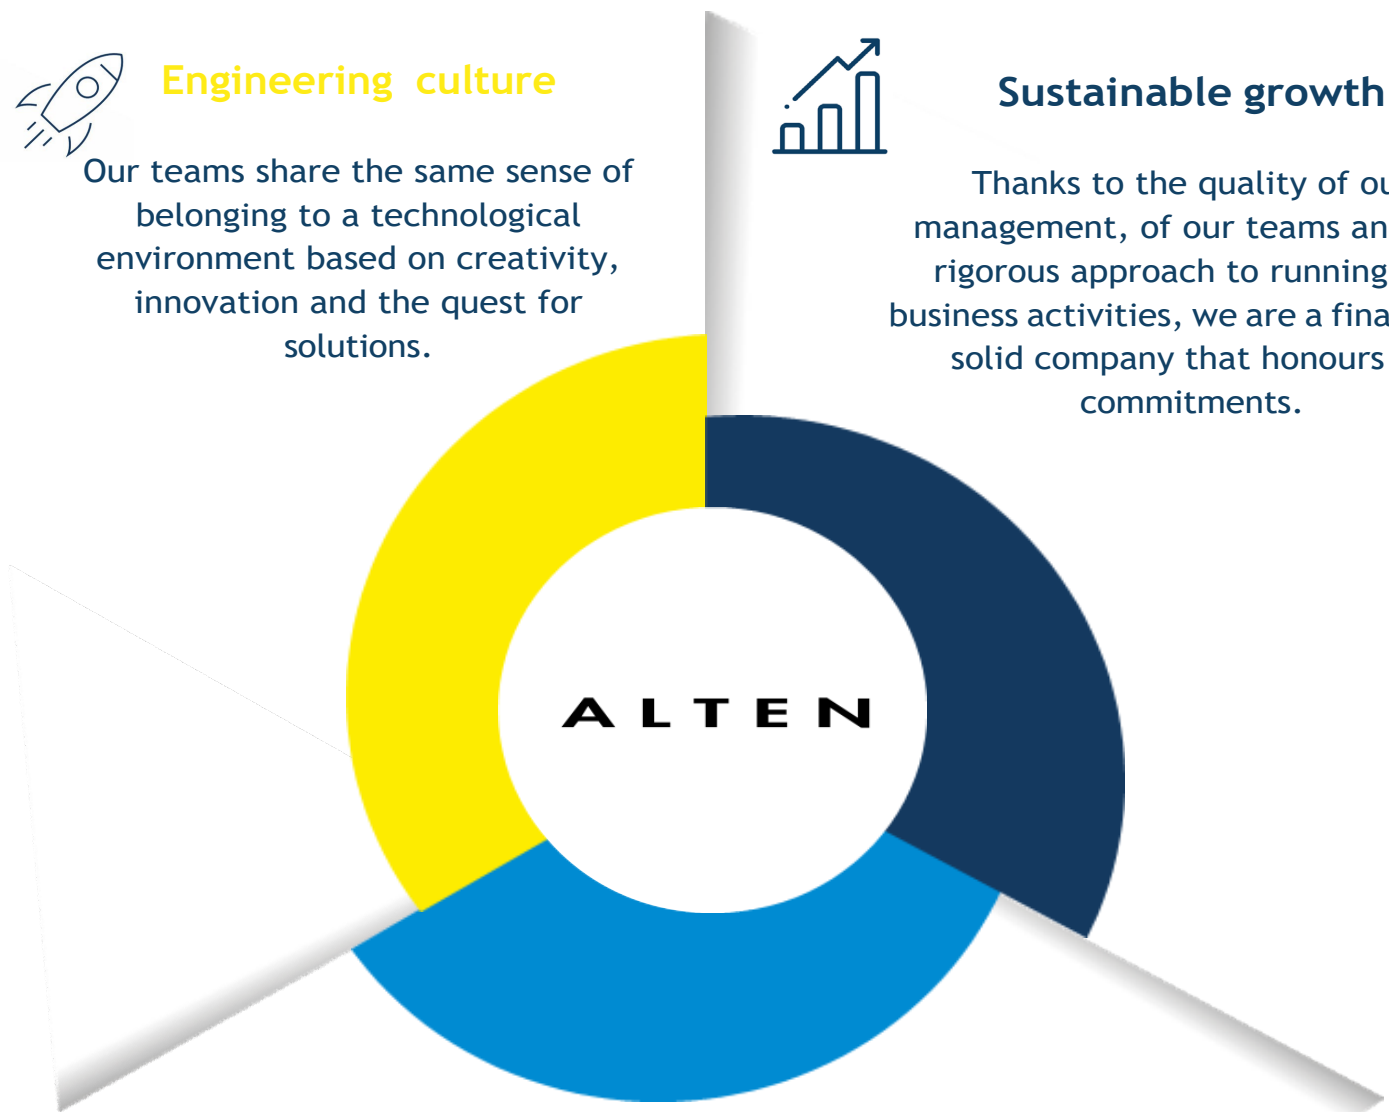 Engineering culture
Our teams share the same sense of
belonging to a technological
environment based on creativity,
innovation and the quest for
solutions.
Sustainable growth
Thanks to the quality of
management, of our teams
rigorous approach to running
business activities, we are a
solid company that honours
commitments.
ALTEN